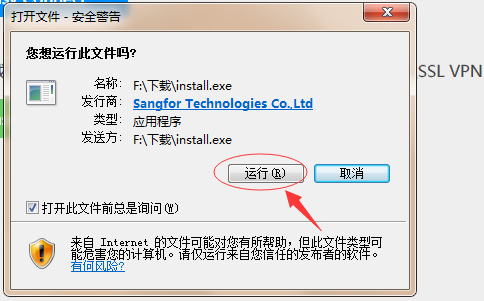 打开文件 - 安全警告
您想运行此文件吗?
名称: F:\下载\install.exe
发行商: Sangfor Technologies Co.,Ltd
类型: 应用程序
发送方: F:\下载\install.exe
运行(R) 取消
打开此文件前总是询问(W)
来自 Internet 的文件可能对您有所帮助，但此文件类型可
能危害您的计算机。请仅运行来自您信任的发布者的软件。
有何风险?
SSL VPN